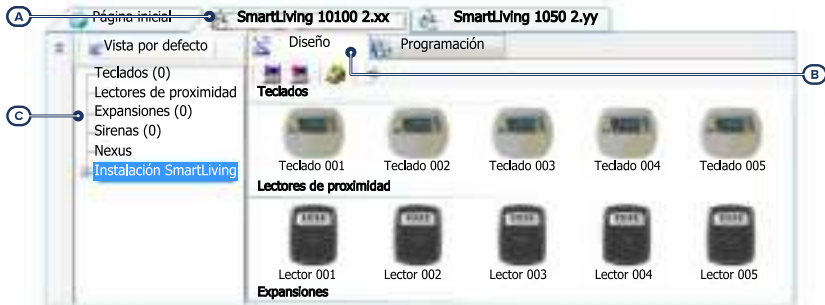 A
Página inicial
SmartLiving 10100 2.xx
SmartLiving 1050 2.yy
Vista por defecto
Diseño
Programación
B
Teclados (0)
Lectores de proximidad
Expansiones (0)
Sirenas (0)
Nexus
Instalación SmartLiving
C
Teclados
Teclado 001
Teclado 002
Teclado 003
Teclado 004
Teclado 005
Lectores de proximidad
Lector 001
Lector 002
Lector 003
Lector 004
Lector 005
Expansiones